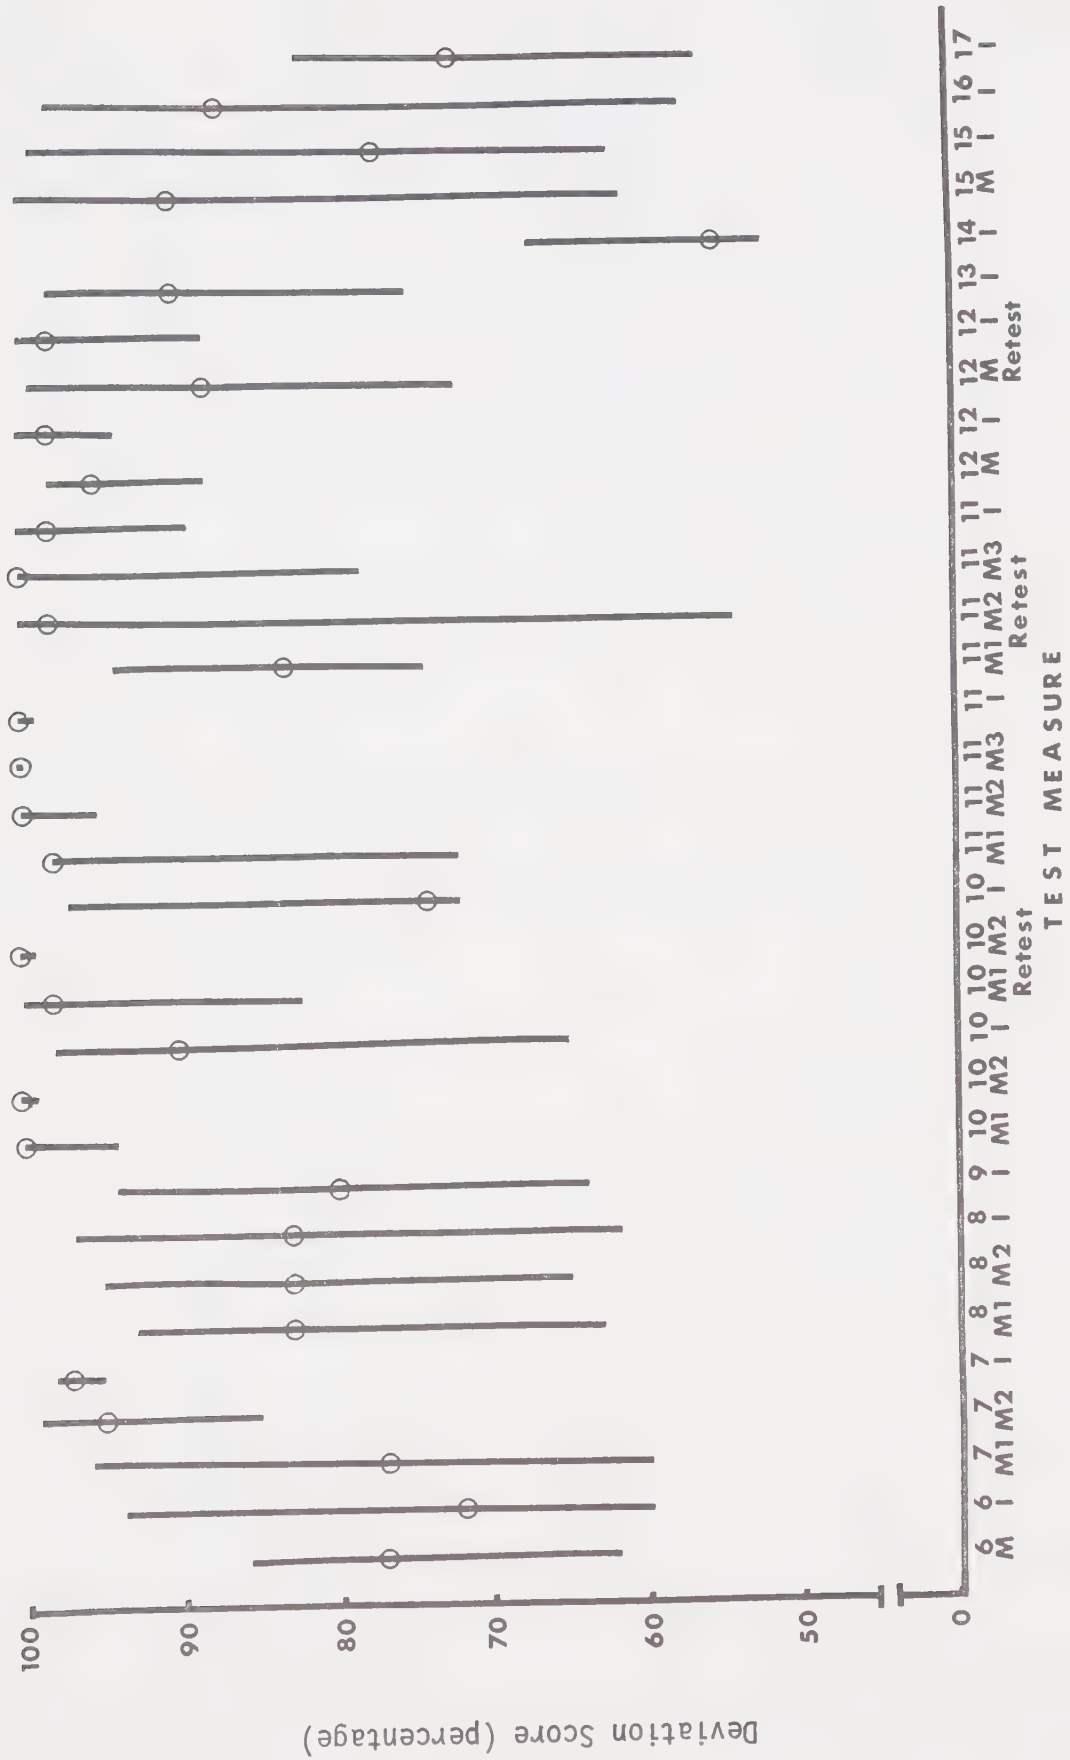 Deviation Score (percentage)
100
90
80
70
60
50
0
6 6 7 7 7 8 8 8 9 10 10 10 10 10 10 11 11 11 11 11 11 11 11 12 12 12 12 13 14 15 15 16 17
M I M1 M2 I M1 M2 I I M1 M2 I M1 M2 I M1 M2 M3 I M1 M2 M3 I M I M I I I M I I I
Retest Retest Retest
TEST MEASURE